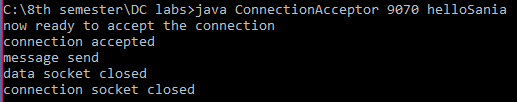 C:\8th semester\DC labs>java ConnectionAcceptor 9070 helloSania
now ready to accept the connection
connection accepted
message send
data socket closed
connection socket closed